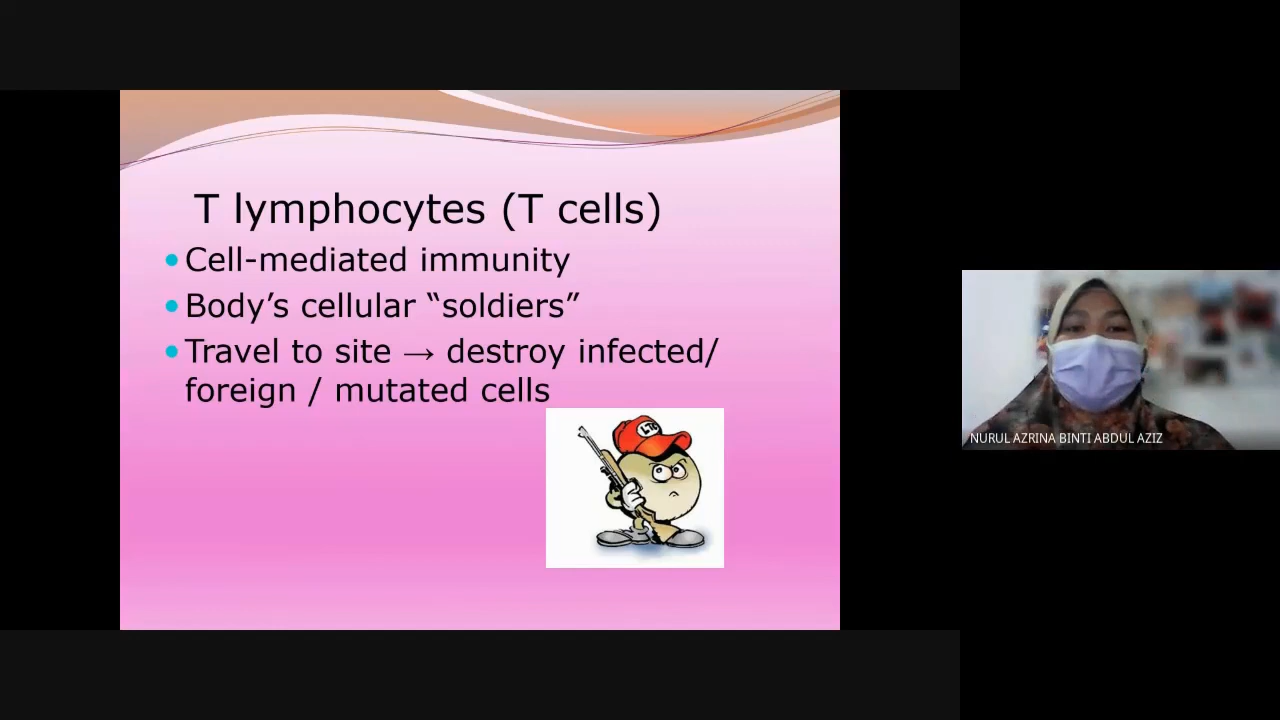 T lymphocytes (T cells)
Cell-mediated immunity
Body’s cellular “soldiers”
Travel to site → destroy infected/
foreign / mutated cells
LTC
NURUL AZRINA BINTI ABDUL AZIZ